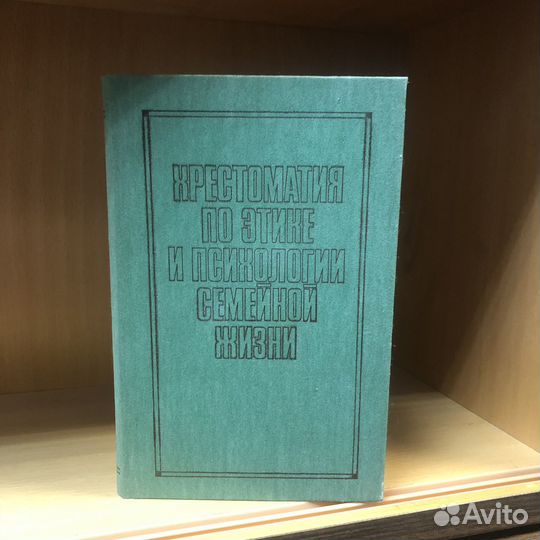 ХРЕСТОМАТИЯ
ПО ЭТИКЕ
И ПСИХОЛОГИИ
СЕМЕЙНОЙ
ЖИЗНИ
Avito